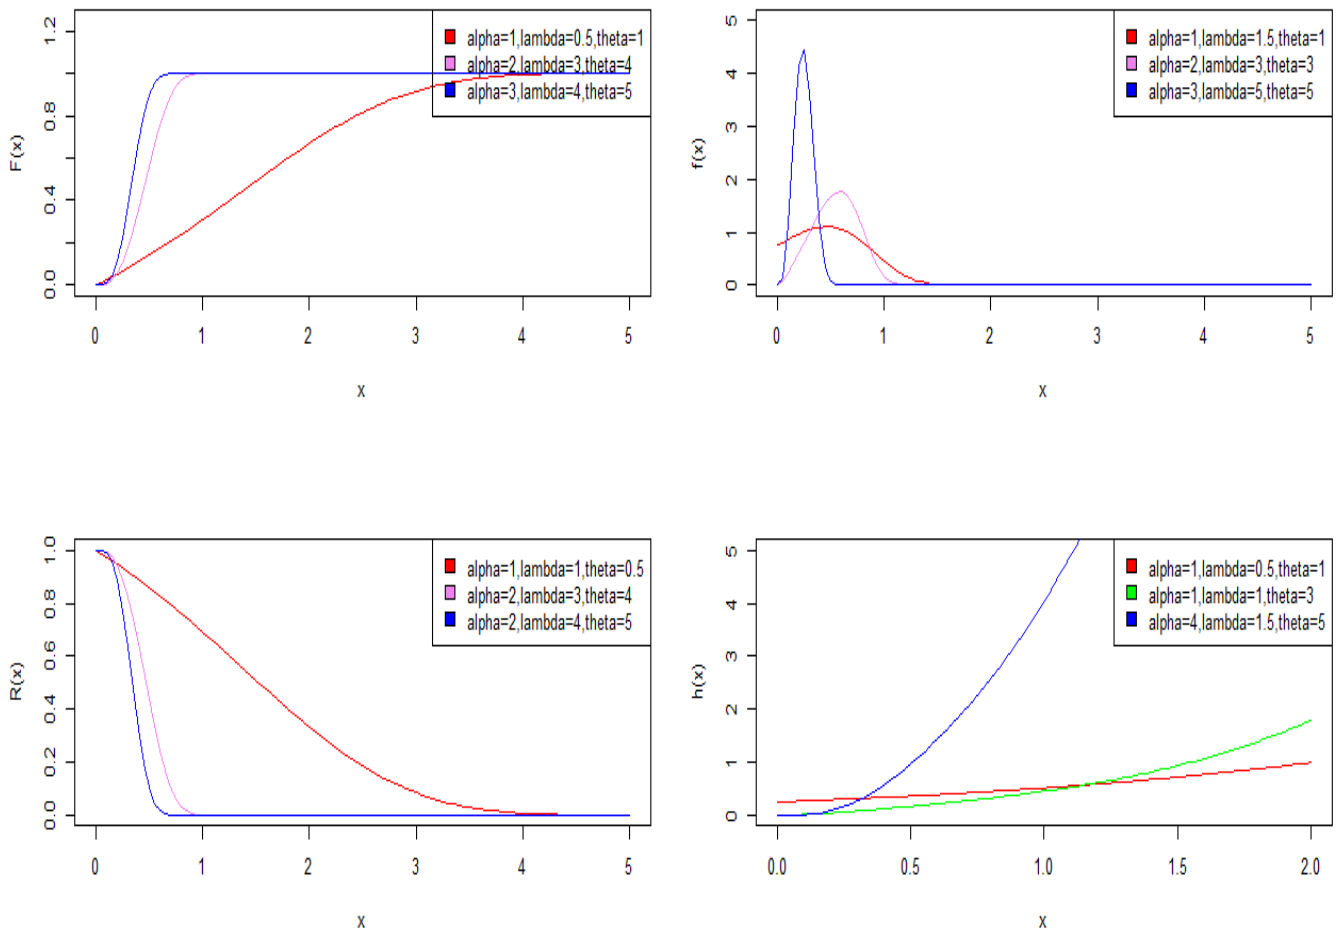 alpha=1,lambda=0.5,theta=1
alpha=2,lambda=3,theta=4
alpha=3,lambda=4,theta=5
F(x)
0.0 0.4 0.8 1.2
0 1 2 3 4 5
x
alpha=1,lambda=1.5,theta=1
alpha=2,lambda=3,theta=3
alpha=3,lambda=5,theta=5
f(x)
0 1 2 3 4 5
0 1 2 3 4 5
x
alpha=1,lambda=1,theta=0.5
alpha=2,lambda=3,theta=4
alpha=2,lambda=4,theta=5
R(x)
0.0 0.2 0.4 0.6 0.8 1.0
0 1 2 3 4 5
x
alpha=1,lambda=0.5,theta=1
alpha=1,lambda=1,theta=3
alpha=4,lambda=1.5,theta=5
h(x)
0 1 2 3 4 5
0.0 0.5 1.0 1.5 2.0
x